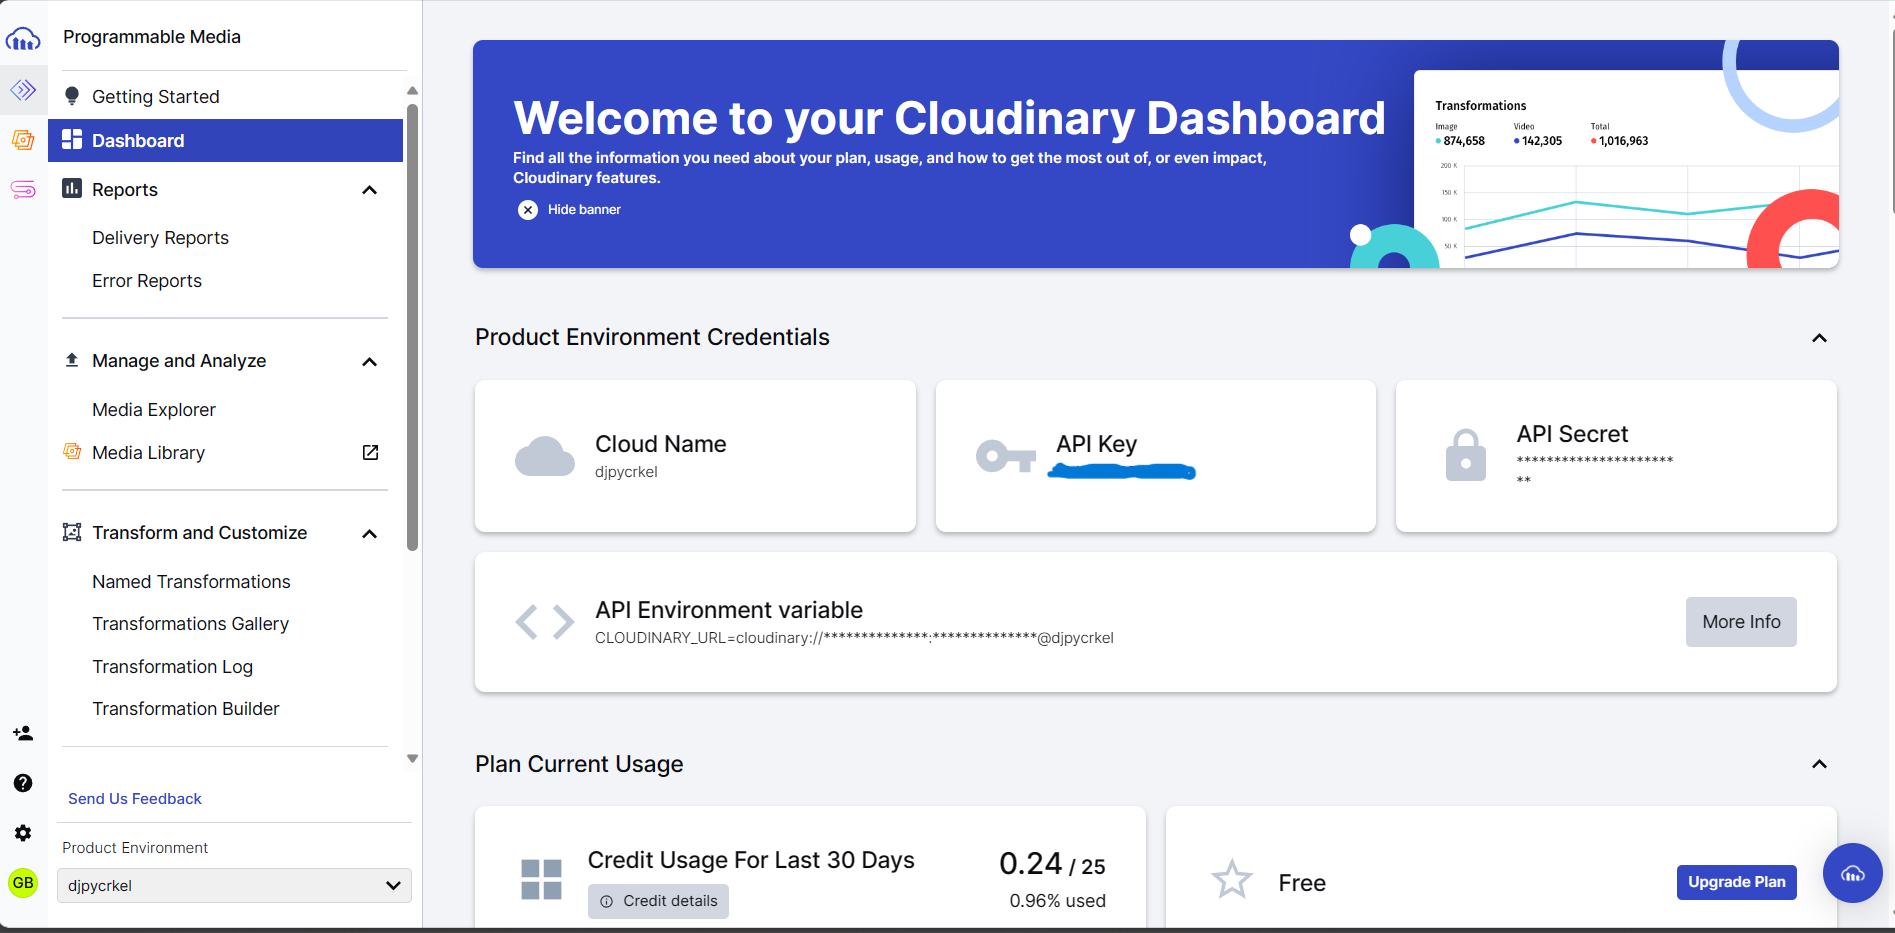 Programmable Media
Getting Started
Dashboard
Reports
Delivery Reports
Error Reports
Manage and Analyze
Media Explorer
Media Library
Transform and Customize
Named Transformations
Transformations Gallery
Transformation Log
Transformation Builder
Send Us Feedback
Product Environment
GB
djpycrkel
Welcome to your Cloudinary Dashboard
Find all the information you need about your plan, usage, and how to get the most out of, or even impact,
Cloudinary features.
Hide banner
Transformations
Image Video Total
874,658 142,305 1,016,963
200 K
150 K
100 K
50 K
Product Environment Credentials
Cloud Name
djpycrkel
API Key
API Secret
*********************
**
API Environment variable
CLOUDINARY_URL=cloudinary://**************:**************@djpycrkel
More Info
Plan Current Usage
Credit Usage For Last 30 Days
Credit details
0.24 / 25
0.96% used
Free
Upgrade Plan